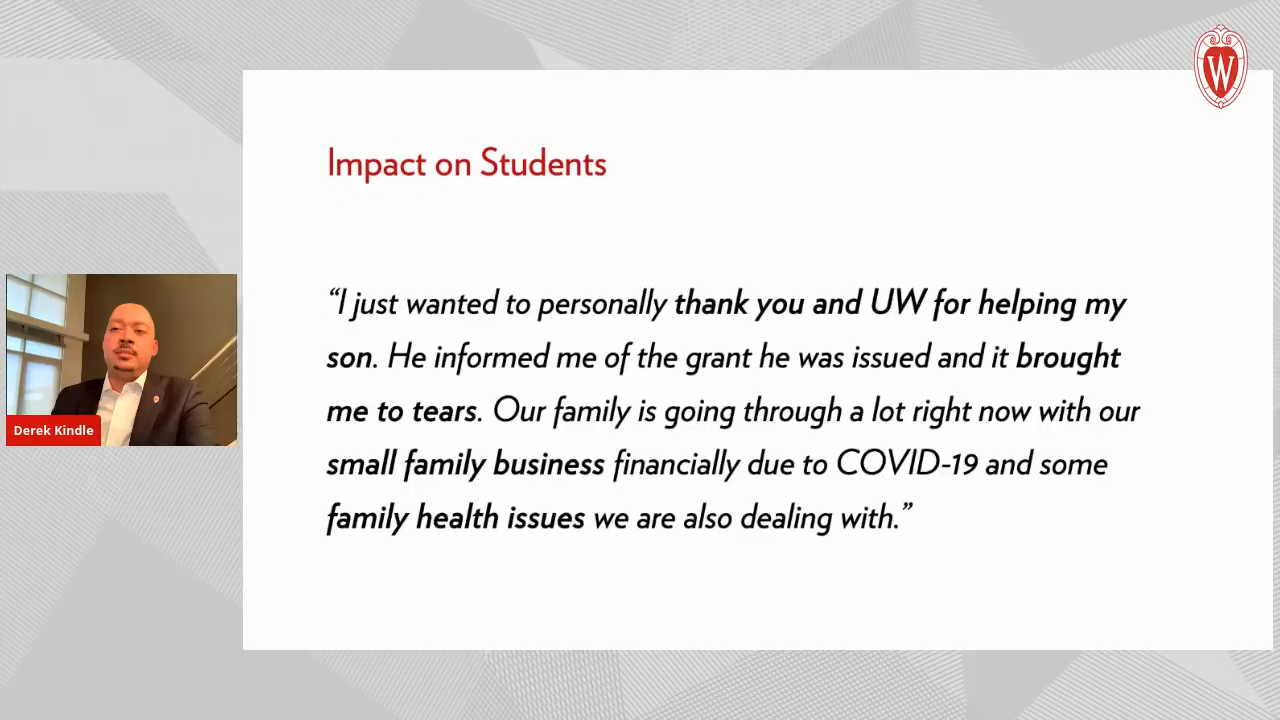 W
Impact on Students
“I just wanted to personally thank you and UW for helping my
son. He informed me of the grant he was issued and it brought
me to tears. Our family is going through a lot right now with our
small family business financially due to COVID-19 and some
family health issues we are also dealing with.”
Derek Kindle